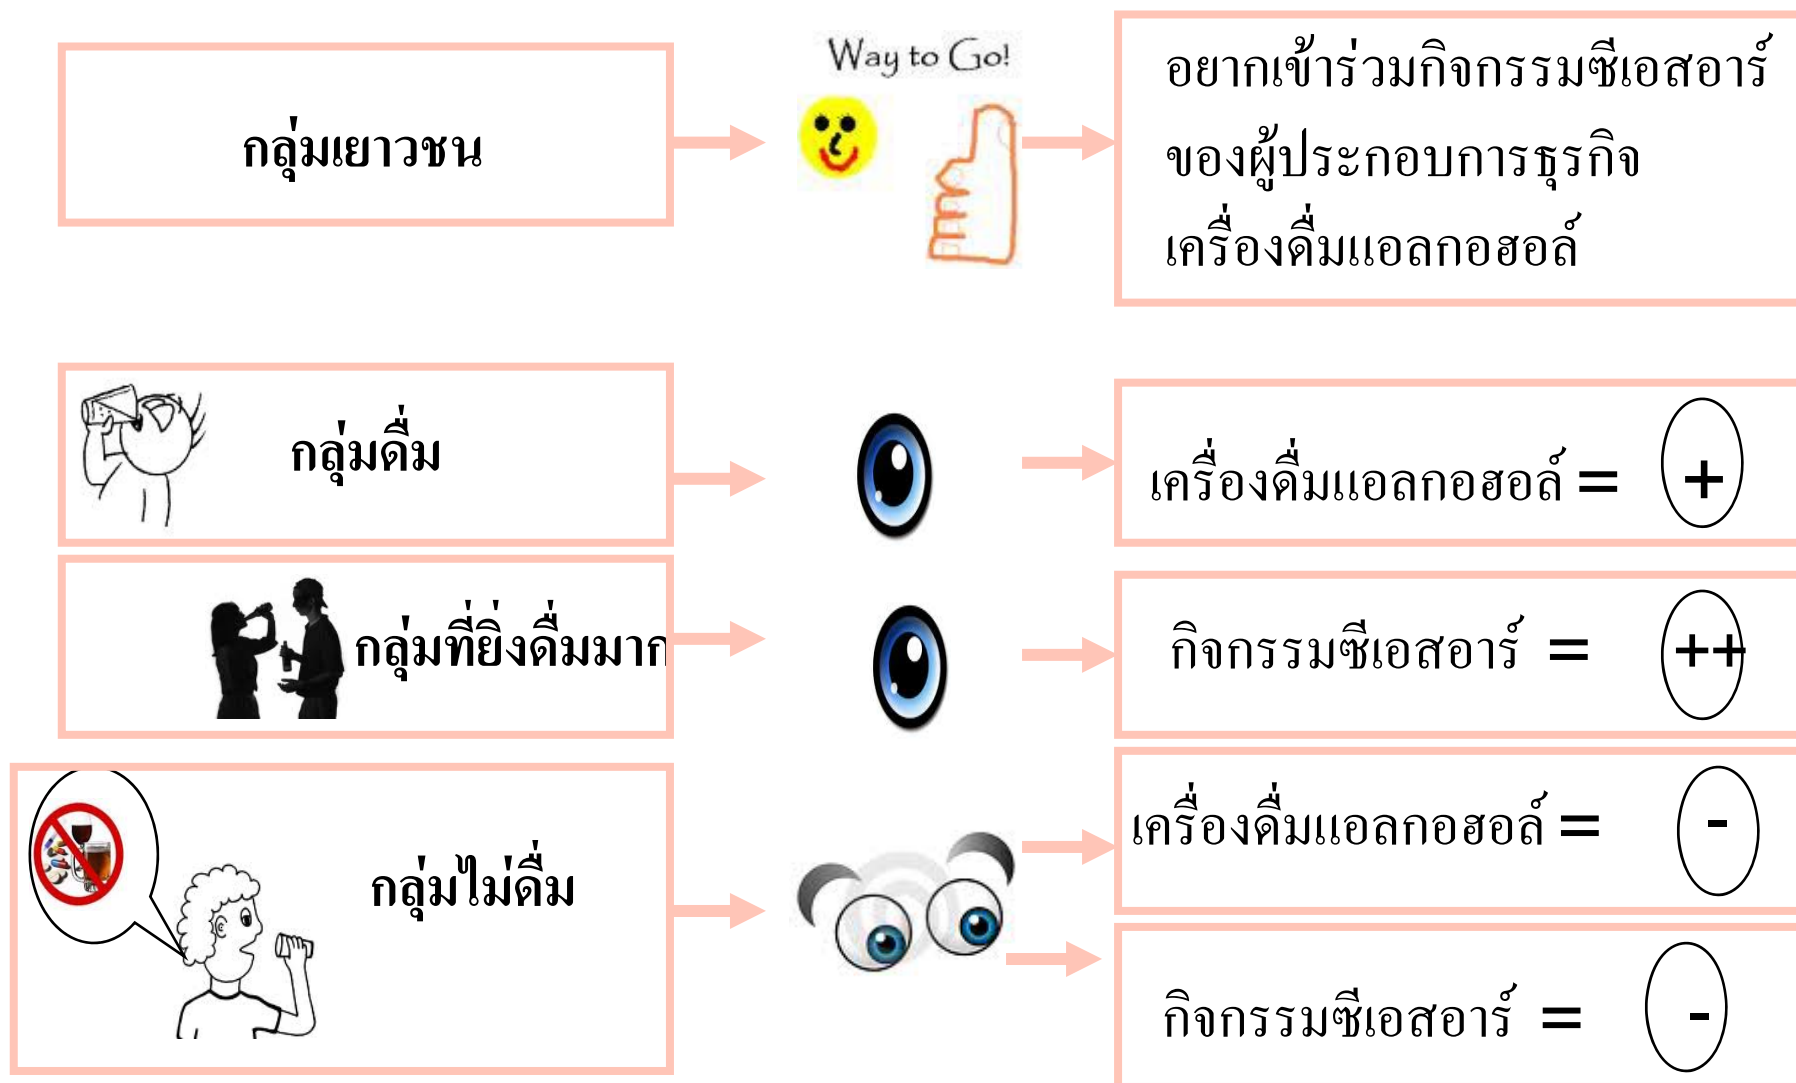 กลุ่มเยาวชน
Way to Go!
อยากเข้าร่วมกิจกรรมซีเอสอาร์
ของผู้ประกอบการธุรกิจ
เครื่องดื่มแอลกอฮอล์
กลุ่มดื่ม
เครื่องดื่มแอลกอฮอล์ = +
กลุ่มที่ยิ่งดื่มมาก
กิจกรรมซีเอสอาร์ = ++
กลุ่มไม่ดื่ม
เครื่องดื่มแอลกอฮอล์ = -
กิจกรรมซีเอสอาร์ = -